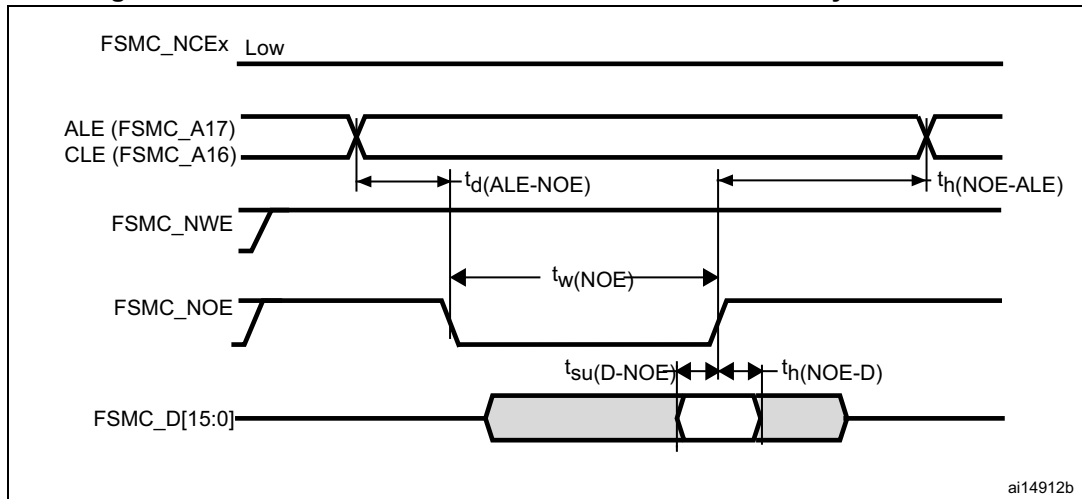 FSMC_NCEx Low
ALE (FSMC_A17)
CLE (FSMC_A16)
td(ALE-NOE)
th(NOE-ALE)
FSMC_NWE
tw(NOE)
FSMC_NOE
tsu(D-NOE)
th(NOE-D)
FSMC_D[15:0]
ai14912b